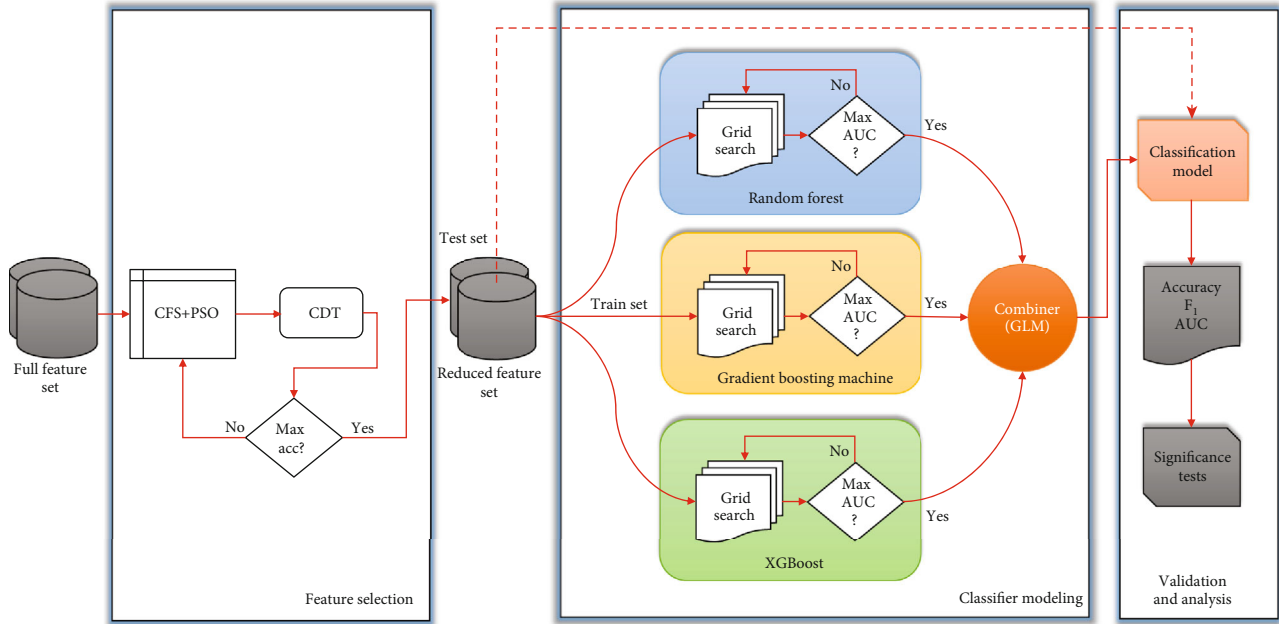 Full feature
set
CFS+PSO
CDT
Max
acc?
No
Yes
Feature selection
Test set
Reduced feature
set
Train set
Grid
search
Max
AUC
?
No
Yes
Random forest
Grid
search
Max
AUC
?
No
Yes
Gradient boosting machine
Grid
search
Max
AUC
?
No
Yes
XGBoost
Combiner
(GLM)
Classifier modeling
Classification
model
Accuracy
F₁
AUC
Significance
tests
Validation
and analysis